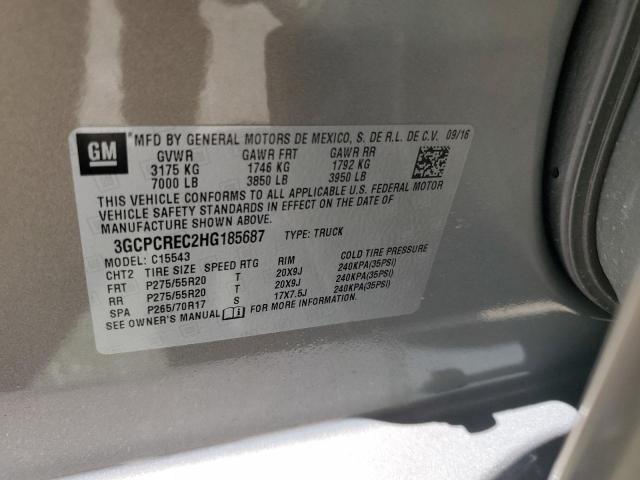 GM
*MFD BY GENERAL MOTORS DE MEXICO, S. DE R.L. DE C.V. 09/16
GVWR GAWR FRT GAWR RR
3175 KG 1746 KG 1792 KG
7000 LB 3850 LB 3950 LB
THIS VEHICLE CONFORMS TO ALL APPLICABLE U.S. FEDERAL MOTOR
VEHICLE SAFETY STANDARDS IN EFFECT ON THE DATE OF
MANUFACTURE SHOWN ABOVE.
3GCPCREC2HG185687 TYPE: TRUCK
MODEL: C15543
CHT2 TIRE SIZE SPEED RTG RIM COLD TIRE PRESSURE
FRT P275/55R20 T 20X9J 240KPA(35PSI)
RR P275/55R20 T 20X9J 240KPA(35PSI)
SPA P265/70R17 S 17X7.5J 240KPA(35PSI)
SEE OWNER'S MANUAL FOR MORE INFORMATION.